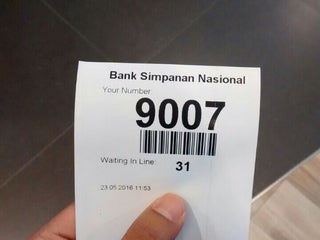 Bank Simpanan Nasional
Your Number
9007
Waiting In Line: 31
23.05.2016 11:53